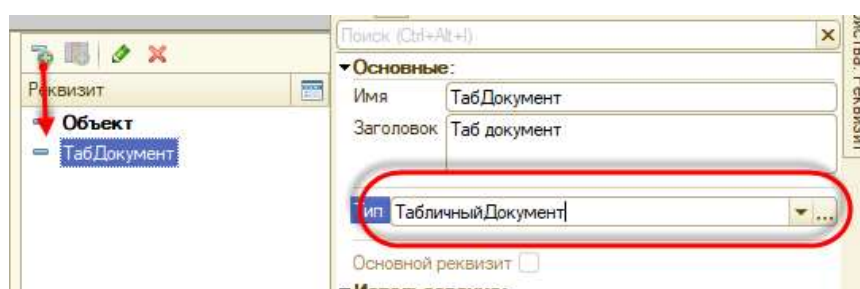 Поиск (Ctrl+Alt+I)
Основные:
Реквизит
Имя
ТабДокумент
Объект
Заголовок
Таб документ
ТабДокумент
Тип
ТабличныйДокумент
...
Основной реквизит